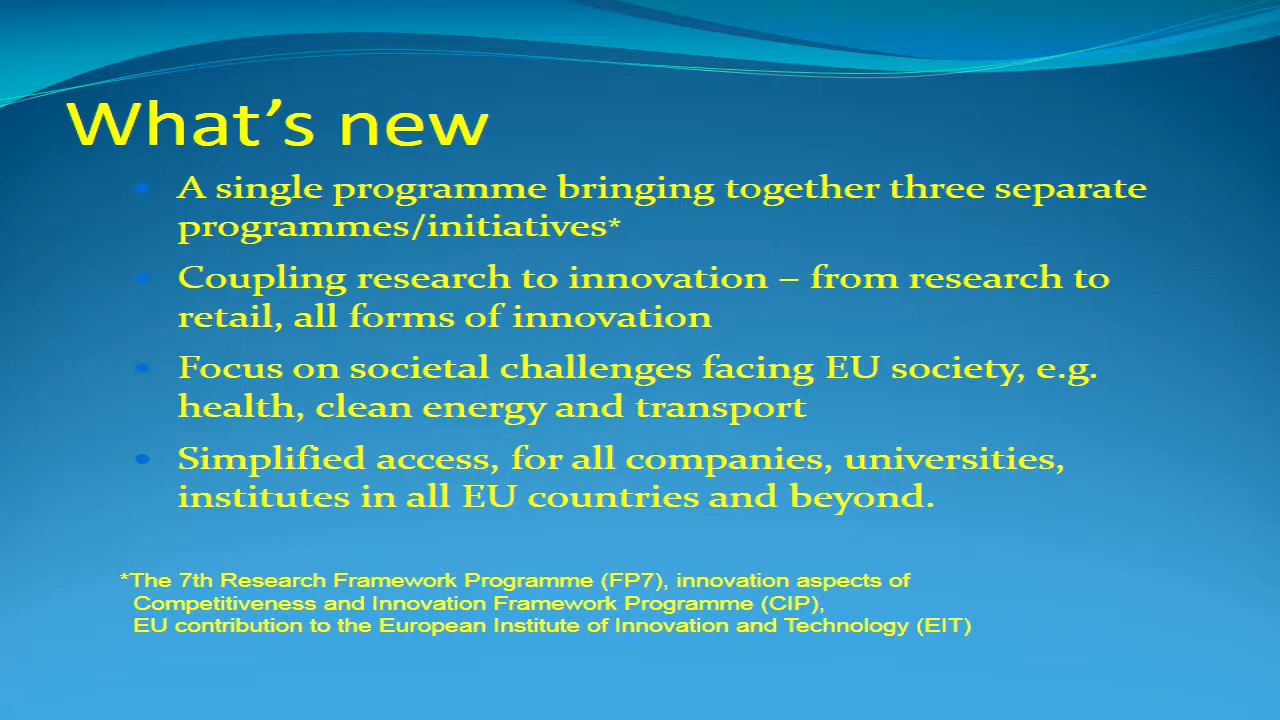 What’s new
• A single programme bringing together three separate
programmes/initiatives*
• Coupling research to innovation – from research to
retail, all forms of innovation
• Focus on societal challenges facing EU society, e.g.
health, clean energy and transport
• Simplified access, for all companies, universities,
institutes in all EU countries and beyond.
*The 7th Research Framework Programme (FP7), innovation aspects of
Competitiveness and Innovation Framework Programme (CIP),
EU contribution to the European Institute of Innovation and Technology (EIT)